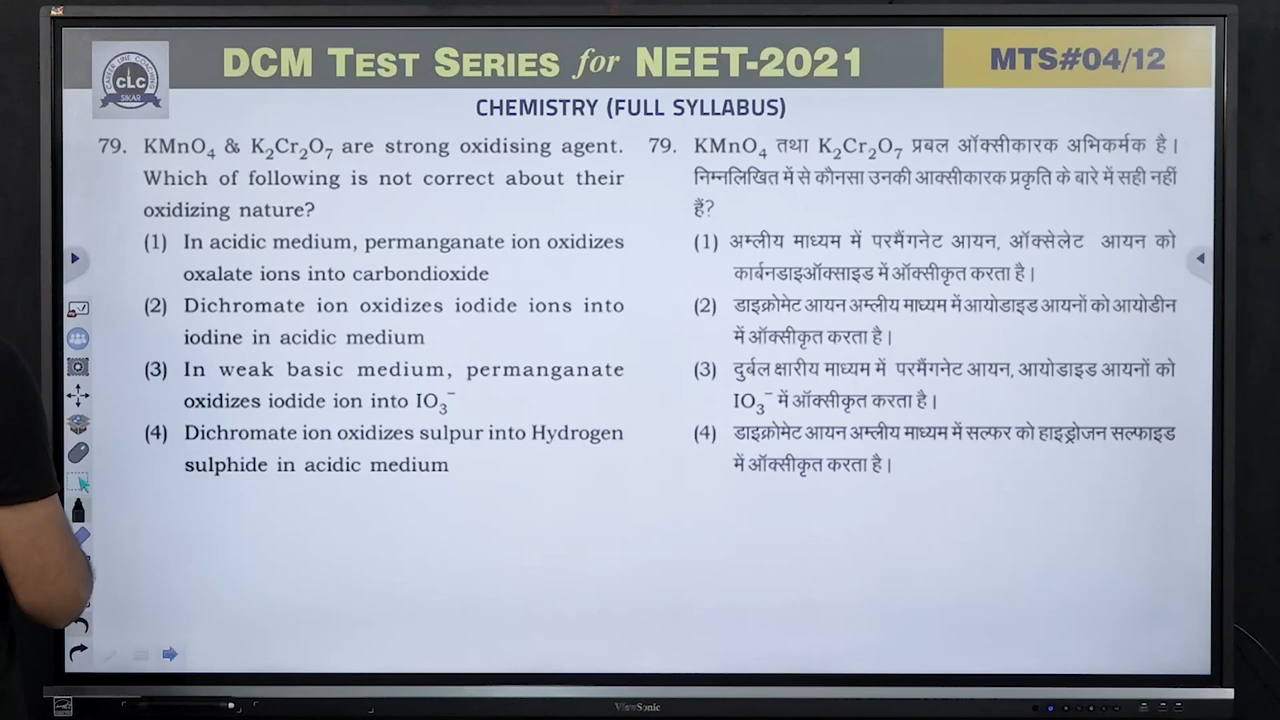 DCM TEST SERIES for NEET-2021
MTS#04/12
CAREER LINE COACHING
CLC
SIKAR
CHEMISTRY (FULL SYLLABUS)
79. KMnO₄ & K₂Cr₂O₇ are strong oxidising agent.
Which of following is not correct about their
oxidizing nature?
(1) In acidic medium, permanganate ion oxidizes
oxalate ions into carbondioxide
(2) Dichromate ion oxidizes iodide ions into
iodine in acidic medium
(3) In weak basic medium, permanganate
oxidizes iodide ion into IO₃⁻
(4) Dichromate ion oxidizes sulpur into Hydrogen
sulphide in acidic medium
79. KMnO₄ तथा K₂Cr₂O₇ प्रबल ऑक्सीकारक अभिकर्मक है।
निम्नलिखित में से कौनसा उनकी आक्सीकारक प्रकृति के बारे में सही नहीं
हैं?
(1) अम्लीय माध्यम में परमैंगनेट आयन, ऑक्सेलेट आयन को
कार्बनडाइऑक्साइड में ऑक्सीकृत करता है।
(2) डाइक्रोमेट आयन अम्लीय माध्यम में आयोडाइड आयनों को आयोडीन
में ऑक्सीकृत करता है।
(3) दुर्बल क्षारीय माध्यम में परमैंगनेट आयन, आयोडाइड आयनों को
IO₃⁻ में ऑक्सीकृत करता है।
(4) डाइक्रोमेट आयन अम्लीय माध्यम में सल्फर को हाइड्रोजन सल्फाइड
में ऑक्सीकृत करता है।
ViewSonic